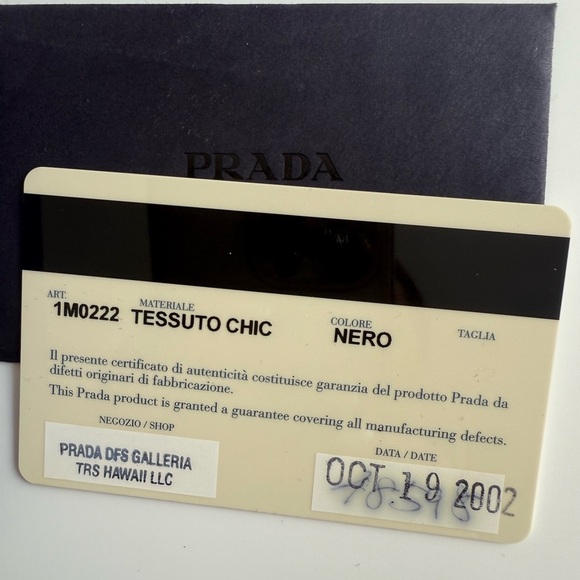 PRADA
ART. MATERIALE COLORE TAGLIA
1M0222 TESSUTO CHIC NERO
Il presente certificato di autenticità costituisce garanzia del prodotto Prada da
difetti originari di fabbricazione.
This Prada product is granted a guarantee covering all manufacturing defects.
NEGOZIO / SHOP
PRADA DFS GALLERIA
TRS HAWAII LLC
DATA / DATE
OCT 19 2002